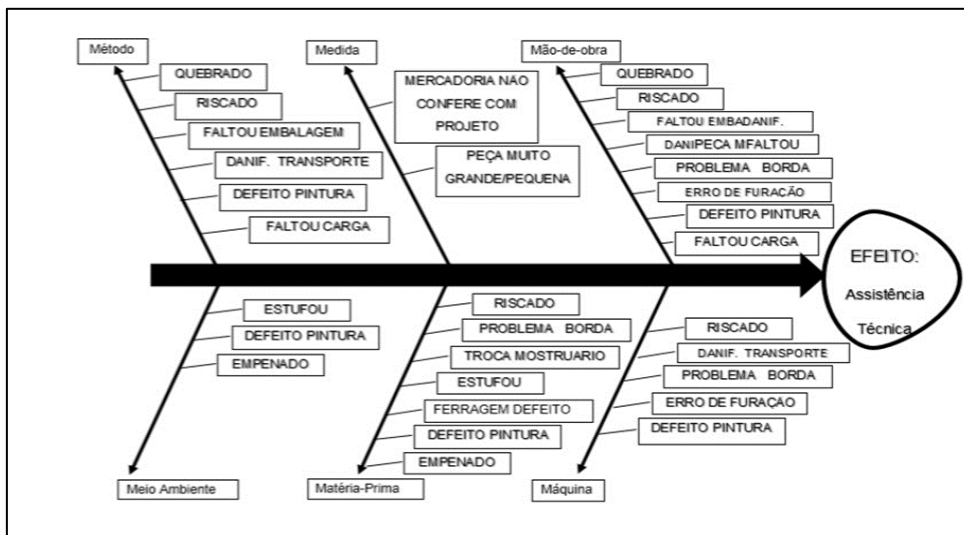 Método
QUEBRADO
RISCADO
FALTOU EMBALAGEM
DANIF. TRANSPORTE
DEFEITO PINTURA
FALTOU CARGA
Medida
MERCADORIA NAO
CONFERE COM
PROJETO
PEÇA MUITO
GRANDE/PEQUENA
Mão-de-obra
QUEBRADO
RISCADO
FALTOU EMBADANIF.
DANIPECA MFALTOU
PROBLEMA BORDA
ERRO DE FURAÇÃO
DEFEITO PINTURA
FALTOU CARGA
EFEITO:
Assistência
Técnica
ESTUFOU
DEFEITO PINTURA
EMPENADO
Meio Ambiente
RISCADO
PROBLEMA BORDA
TROCA MOSTRUARIO
ESTUFOU
FERRAGEM DEFEITO
DEFEITO PINTURA
EMPENADO
Matéria-Prima
RISCADO
DANIF. TRANSPORTE
PROBLEMA BORDA
ERRO DE FURAÇAO
DEFEITO PINTURA
Máquina